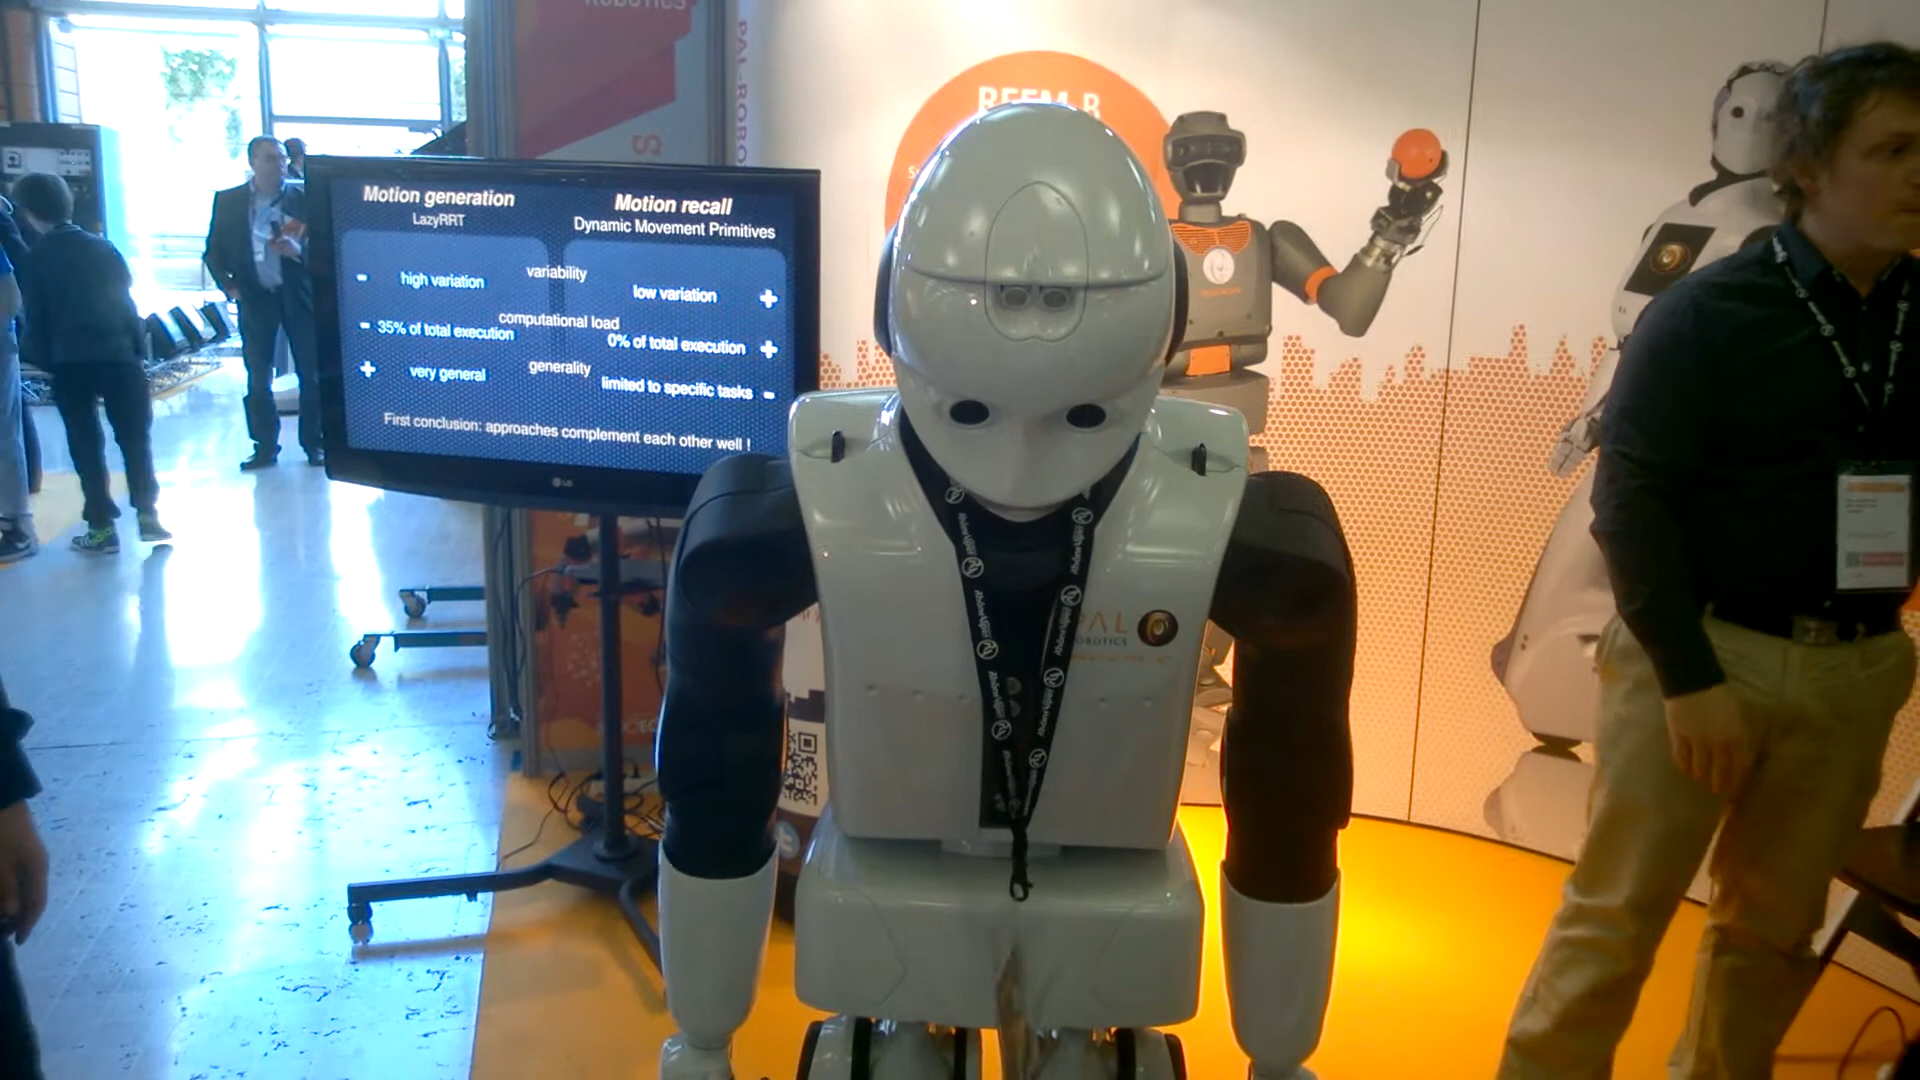 ROBOTICS
PAL-ROBO
S
REEM-B
Motion generation
LazyRRT
Motion recall
Dynamic Movement Primitives
variability
- high variation
low variation +
computational load
- 35% of total execution
0% of total execution +
generality
+ very general
limited to specific tasks -
First conclusion: approaches complement each other well !
LG
PAL
ROBOTICS